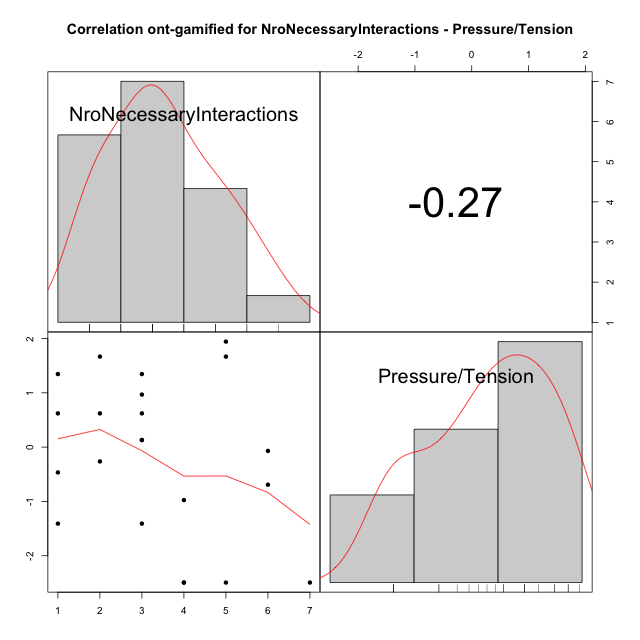 Correlation ont-gamified for NroNecessaryInteractions - Pressure/Tension
-2 -1 0 1 2
NroNecessaryInteractions
-0.27
7
6
5
4
3
2
1
Pressure/Tension
2
1
0
-1
-2
1 2 3 4 5 6 7